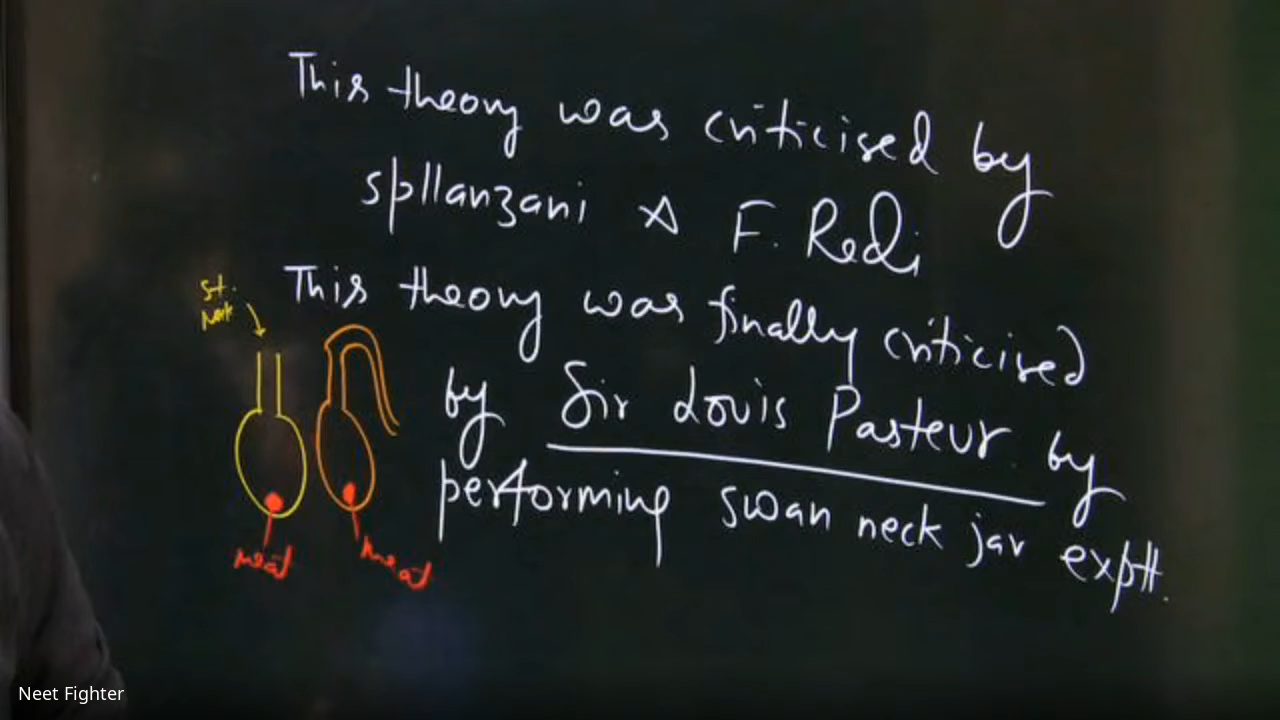 This theory was criticised by
spllanzani & F. Redi
This theory was finally criticised
by Sir Louis Pasteur by
performing swan neck jar exptt.
st.
neck
meat
meat
Neet Fighter